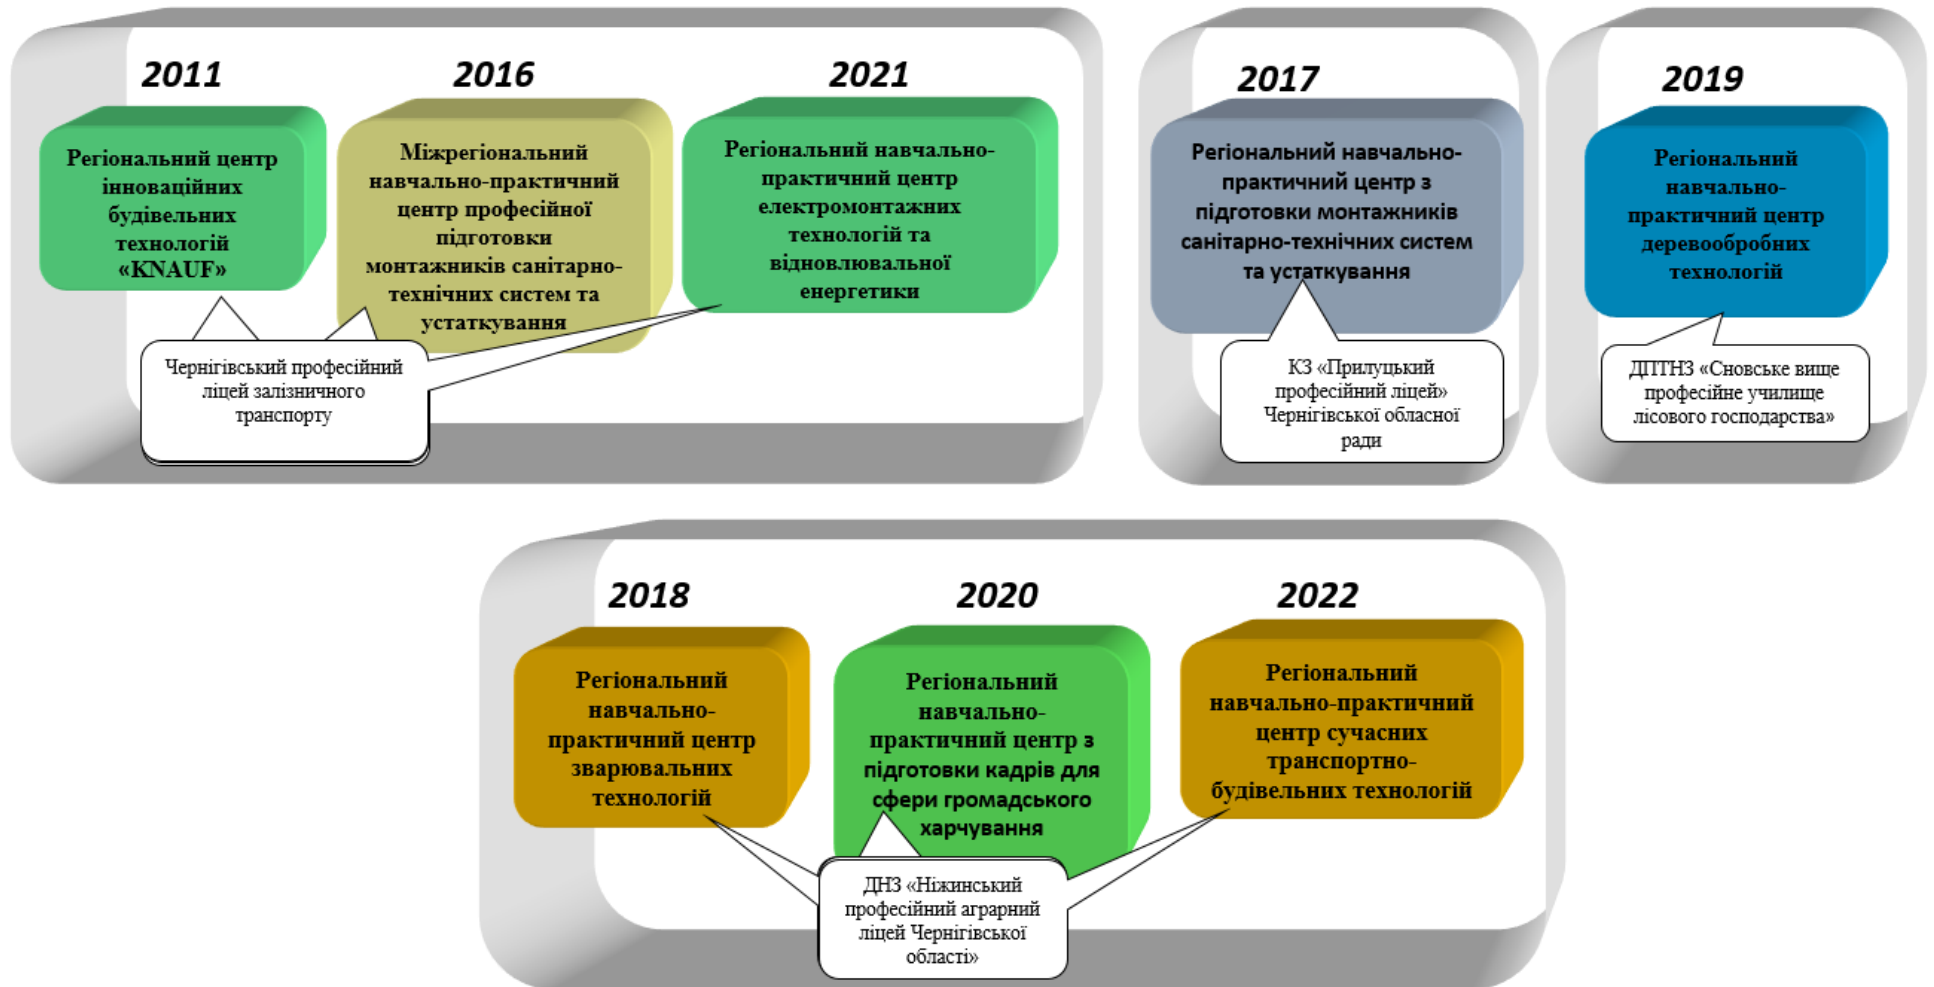 2011
Регіональний центр
інноваційних
будівельних
технологій
«KNAUF»
2016
Міжрегіональний
навчально-практичний
центр професійної
підготовки
монтажників санітарно-
технічних систем та
устаткування
2021
Регіональний навчально-
практичний центр
електромонтажних
технологій та
відновлювальної
енергетики
Чернігівський професійний
ліцей залізничного
транспорту
2017
Регіональний навчально-
практичний центр з
підготовки монтажників
санітарно-технічних систем
та устаткування
КЗ «Прилуцький
професійний ліцей»
Чернігівської обласної
ради
2019
Регіональний
навчально-
практичний центр
деревообробних
технологій
ДПТНЗ «Сновське вище
професійне училище
лісового господарства»
2018
Регіональний
навчально-
практичний центр
зварювальних
технологій
2020
Регіональний
навчально-
практичний центр з
підготовки кадрів для
сфери громадського
харчування
2022
Регіональний
навчально-практичний
центр сучасних
транспортно-
будівельних технологій
ДНЗ «Ніжинський
професійний аграрний
ліцей Чернігівської
області»